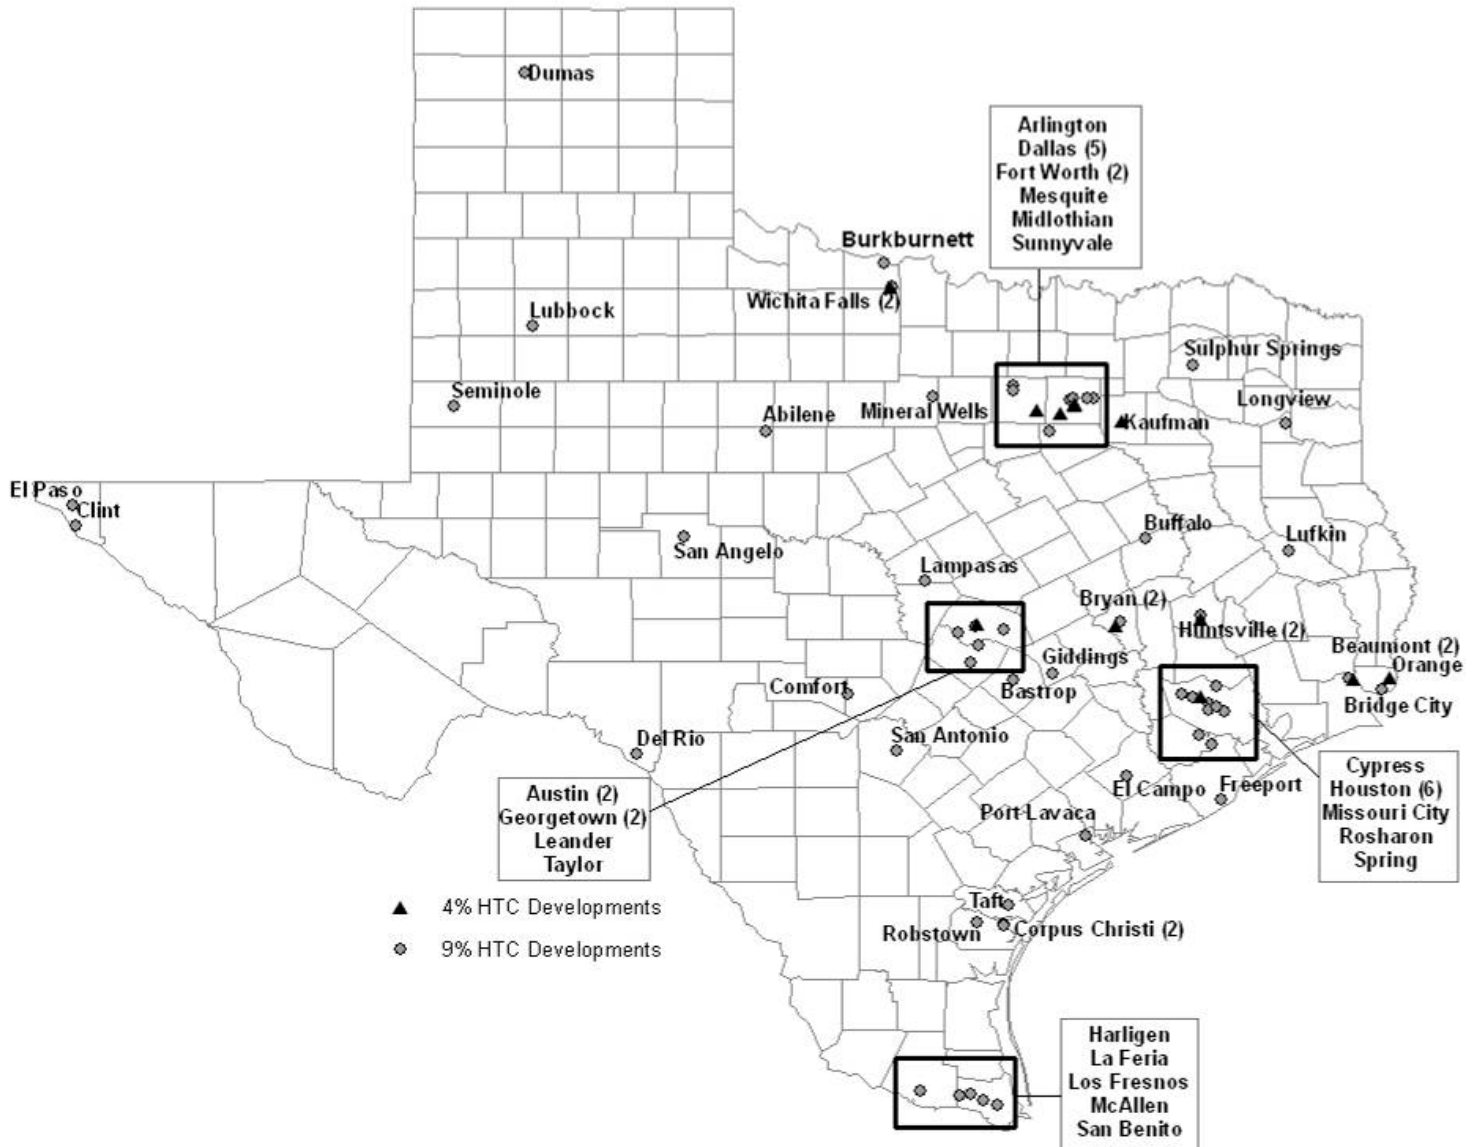 Dumas
Arlington
Dallas (5)
Fort Worth (2)
Mesquite
Midlothian
Sunnyvale
Burkburnett
Wichita Falls (2)
Lubbock
Sulphur Springs
Seminole
Abilene
Mineral Wells
Longview
Kaufman
El Paso
Clint
San Angelo
Buffalo
Lufkin
Lampasas
Bryan (2)
Huntsville (2)
Beaumont (2)
Orange
Giddings
Comfort
Bastrop
Bridge City
Del Rio
San Antonio
El Campo
Freeport
Austin (2)
Georgetown (2)
Leander
Taylor
Cypress
Houston (6)
Missouri City
Rosharon
Spring
Port Lavaca
4% HTC Developments
9% HTC Developments
Taft
Robstown
Corpus Christi (2)
Harligen
La Feria
Los Fresnos
McAllen
San Benito